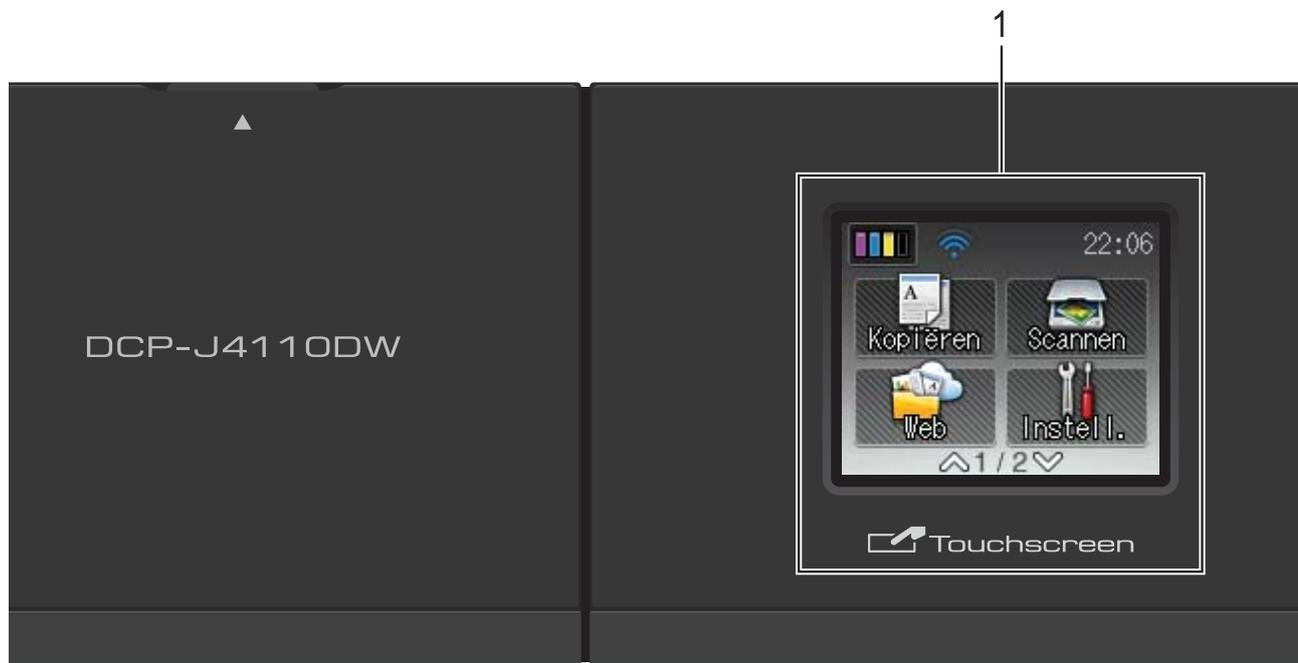 1
DCP-J4110DW
22:06
Kopiëren
Scannen
A
A
Web
Instell.
1/2
Touchscreen